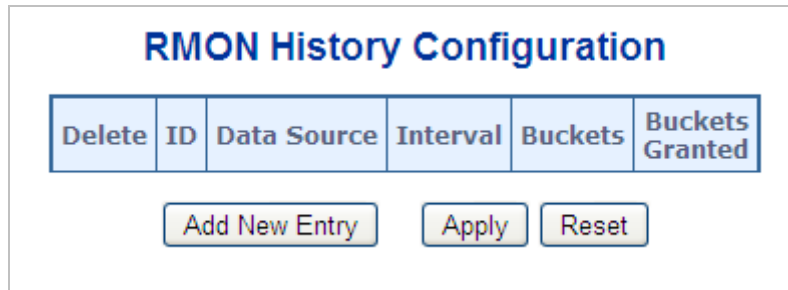 RMON History Configuration
Delete ID Data Source Interval Buckets Buckets Granted
Add New Entry Apply Reset